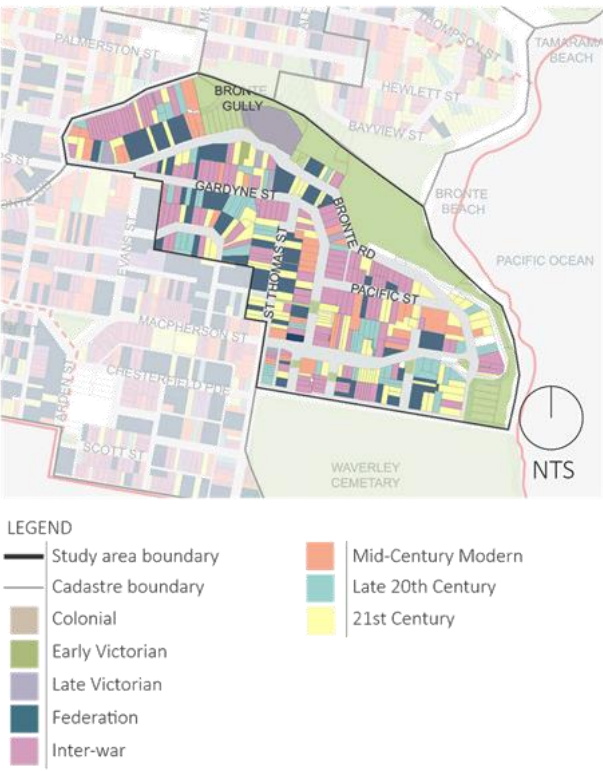 PALMERSTON ST
THOMPSON ST
TAMARAMA
BEACH
HEWLETT ST
BRONTE
GULLY
BAYVIEW ST
GARDYNE ST
BRONTE
BEACH
BRONTE RD
EVANS ST
ST THOMAS ST
PACIFIC OCEAN
PACIFIC ST
MACPHERSON ST
CHESTERFIELD PDE
ARDEN ST
SCOTT ST
WAVERLEY
CEMETARY
NTS
LEGEND
Study area boundary
Cadastre boundary
Colonial
Early Victorian
Late Victorian
Federation
Inter-war
Mid-Century Modern
Late 20th Century
21st Century